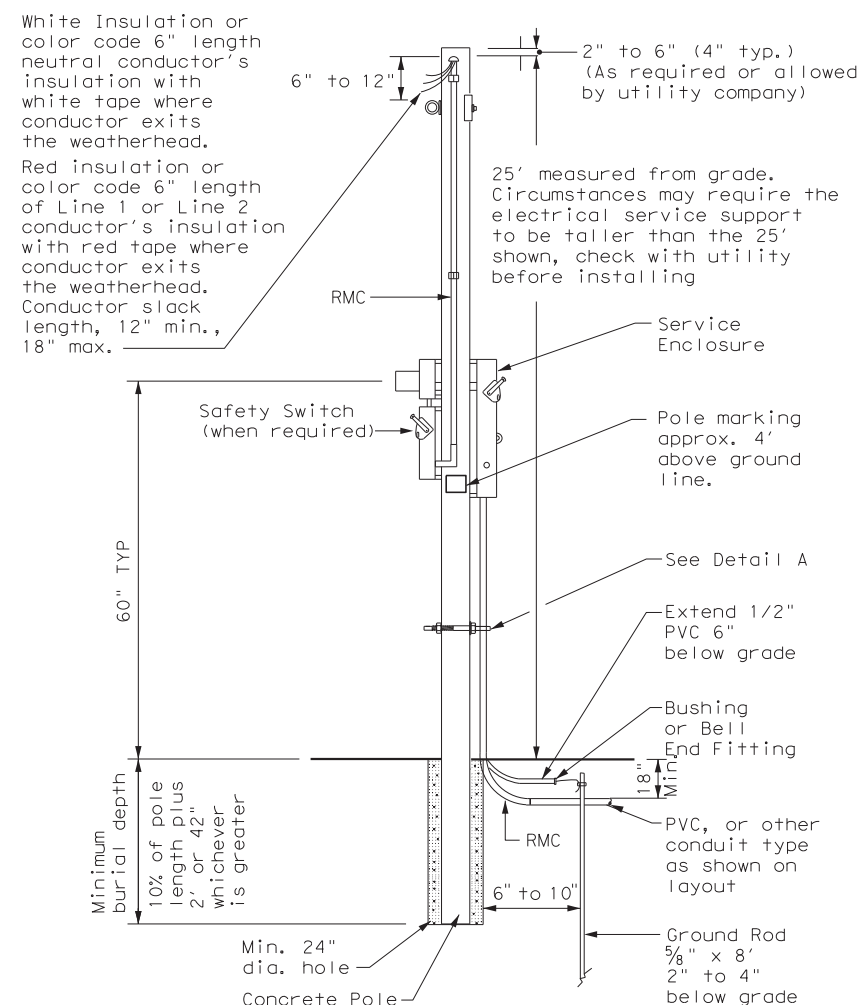 White Insulation or
color code 6" length
neutral conductor's
insulation with
white tape where
conductor exits
the weatherhead.
Red insulation or
color code 6" length
of Line 1 or Line 2
conductor's insulation
with red tape where
conductor exits
the weatherhead.
Conductor slack
length, 12" min.,
18" max.
6" to 12"
2" to 6" (4" typ.)
(As required or allowed
by utility company)
25' measured from grade.
Circumstances may require the
electrical service support
to be taller than the 25'
shown, check with utility
before installing
RMC
Service
Enclosure
Safety Switch
(when required)
Pole marking
approx. 4'
above ground
line.
60" TYP
See Detail A
Extend 1/2"
PVC 6"
below grade
Bushing
or Bell
End Fitting
18"
Min.
Minimum
burial depth
10% of pole
length plus
2' or 42"
whichever
is greater
RMC
PVC, or other
conduit type
as shown on
layout
6" to 10"
Min. 24"
dia. hole
Concrete Pole
Ground Rod
5/8" x 8'
2" to 4"
below grade